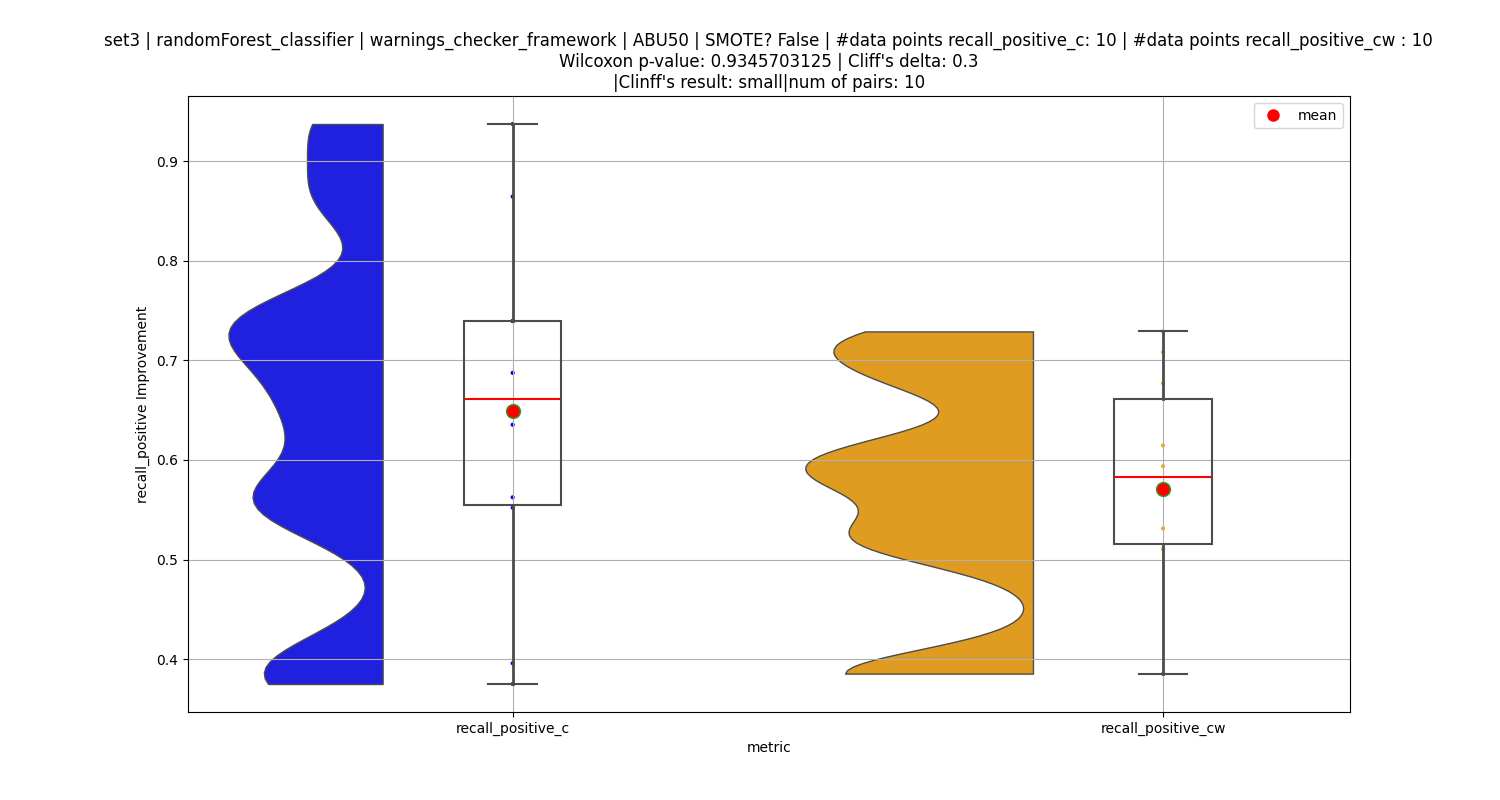 set3 | randomForest_classifier | warnings_checker_framework | ABU50 | SMOTE? False | #data points recall_positive_c: 10 | #data points recall_positive_cw : 10
Wilcoxon p-value: 0.9345703125 | Cliff's delta: 0.3
|Clinff's result: small|num of pairs: 10
mean
0.9
0.8
0.7
0.6
0.5
0.4
recall_positive Improvement
recall_positive_c
recall_positive_cw
metric